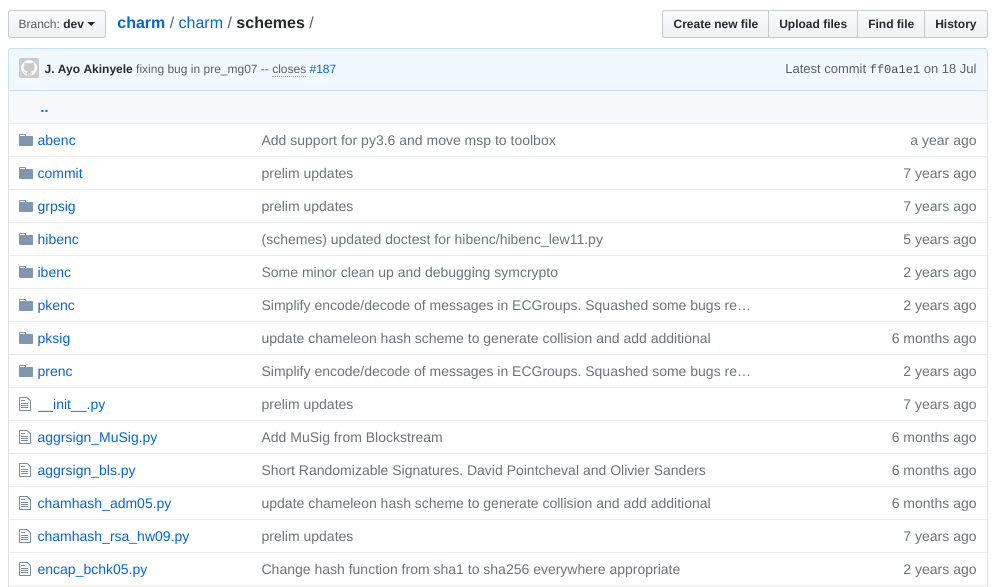 Branch: dev charm / charm / schemes / Create new file Upload files Find file History
J. Ayo Akinyele fixing bug in pre_mg07 -- closes #187 Latest commit ff0a1e1 on 18 Jul
..
abenc Add support for py3.6 and move msp to toolbox a year ago
commit prelim updates 7 years ago
grpsig prelim updates 7 years ago
hibenc (schemes) updated doctest for hibenc/hibenc_lew11.py 5 years ago
ibenc Some minor clean up and debugging symcrypto 2 years ago
pkenc Simplify encode/decode of messages in ECGroups. Squashed some bugs re… 2 years ago
pksig update chameleon hash scheme to generate collision and add additional 6 months ago
prenc Simplify encode/decode of messages in ECGroups. Squashed some bugs re… 2 years ago
__init__.py prelim updates 7 years ago
aggrsign_MuSig.py Add MuSig from Blockstream 6 months ago
aggrsign_bls.py Short Randomizable Signatures. David Pointcheval and Olivier Sanders 6 months ago
chamhash_adm05.py update chameleon hash scheme to generate collision and add additional 6 months ago
chamhash_rsa_hw09.py prelim updates 7 years ago
encap_bchk05.py Change hash function from sha1 to sha256 everywhere appropriate 2 years ago